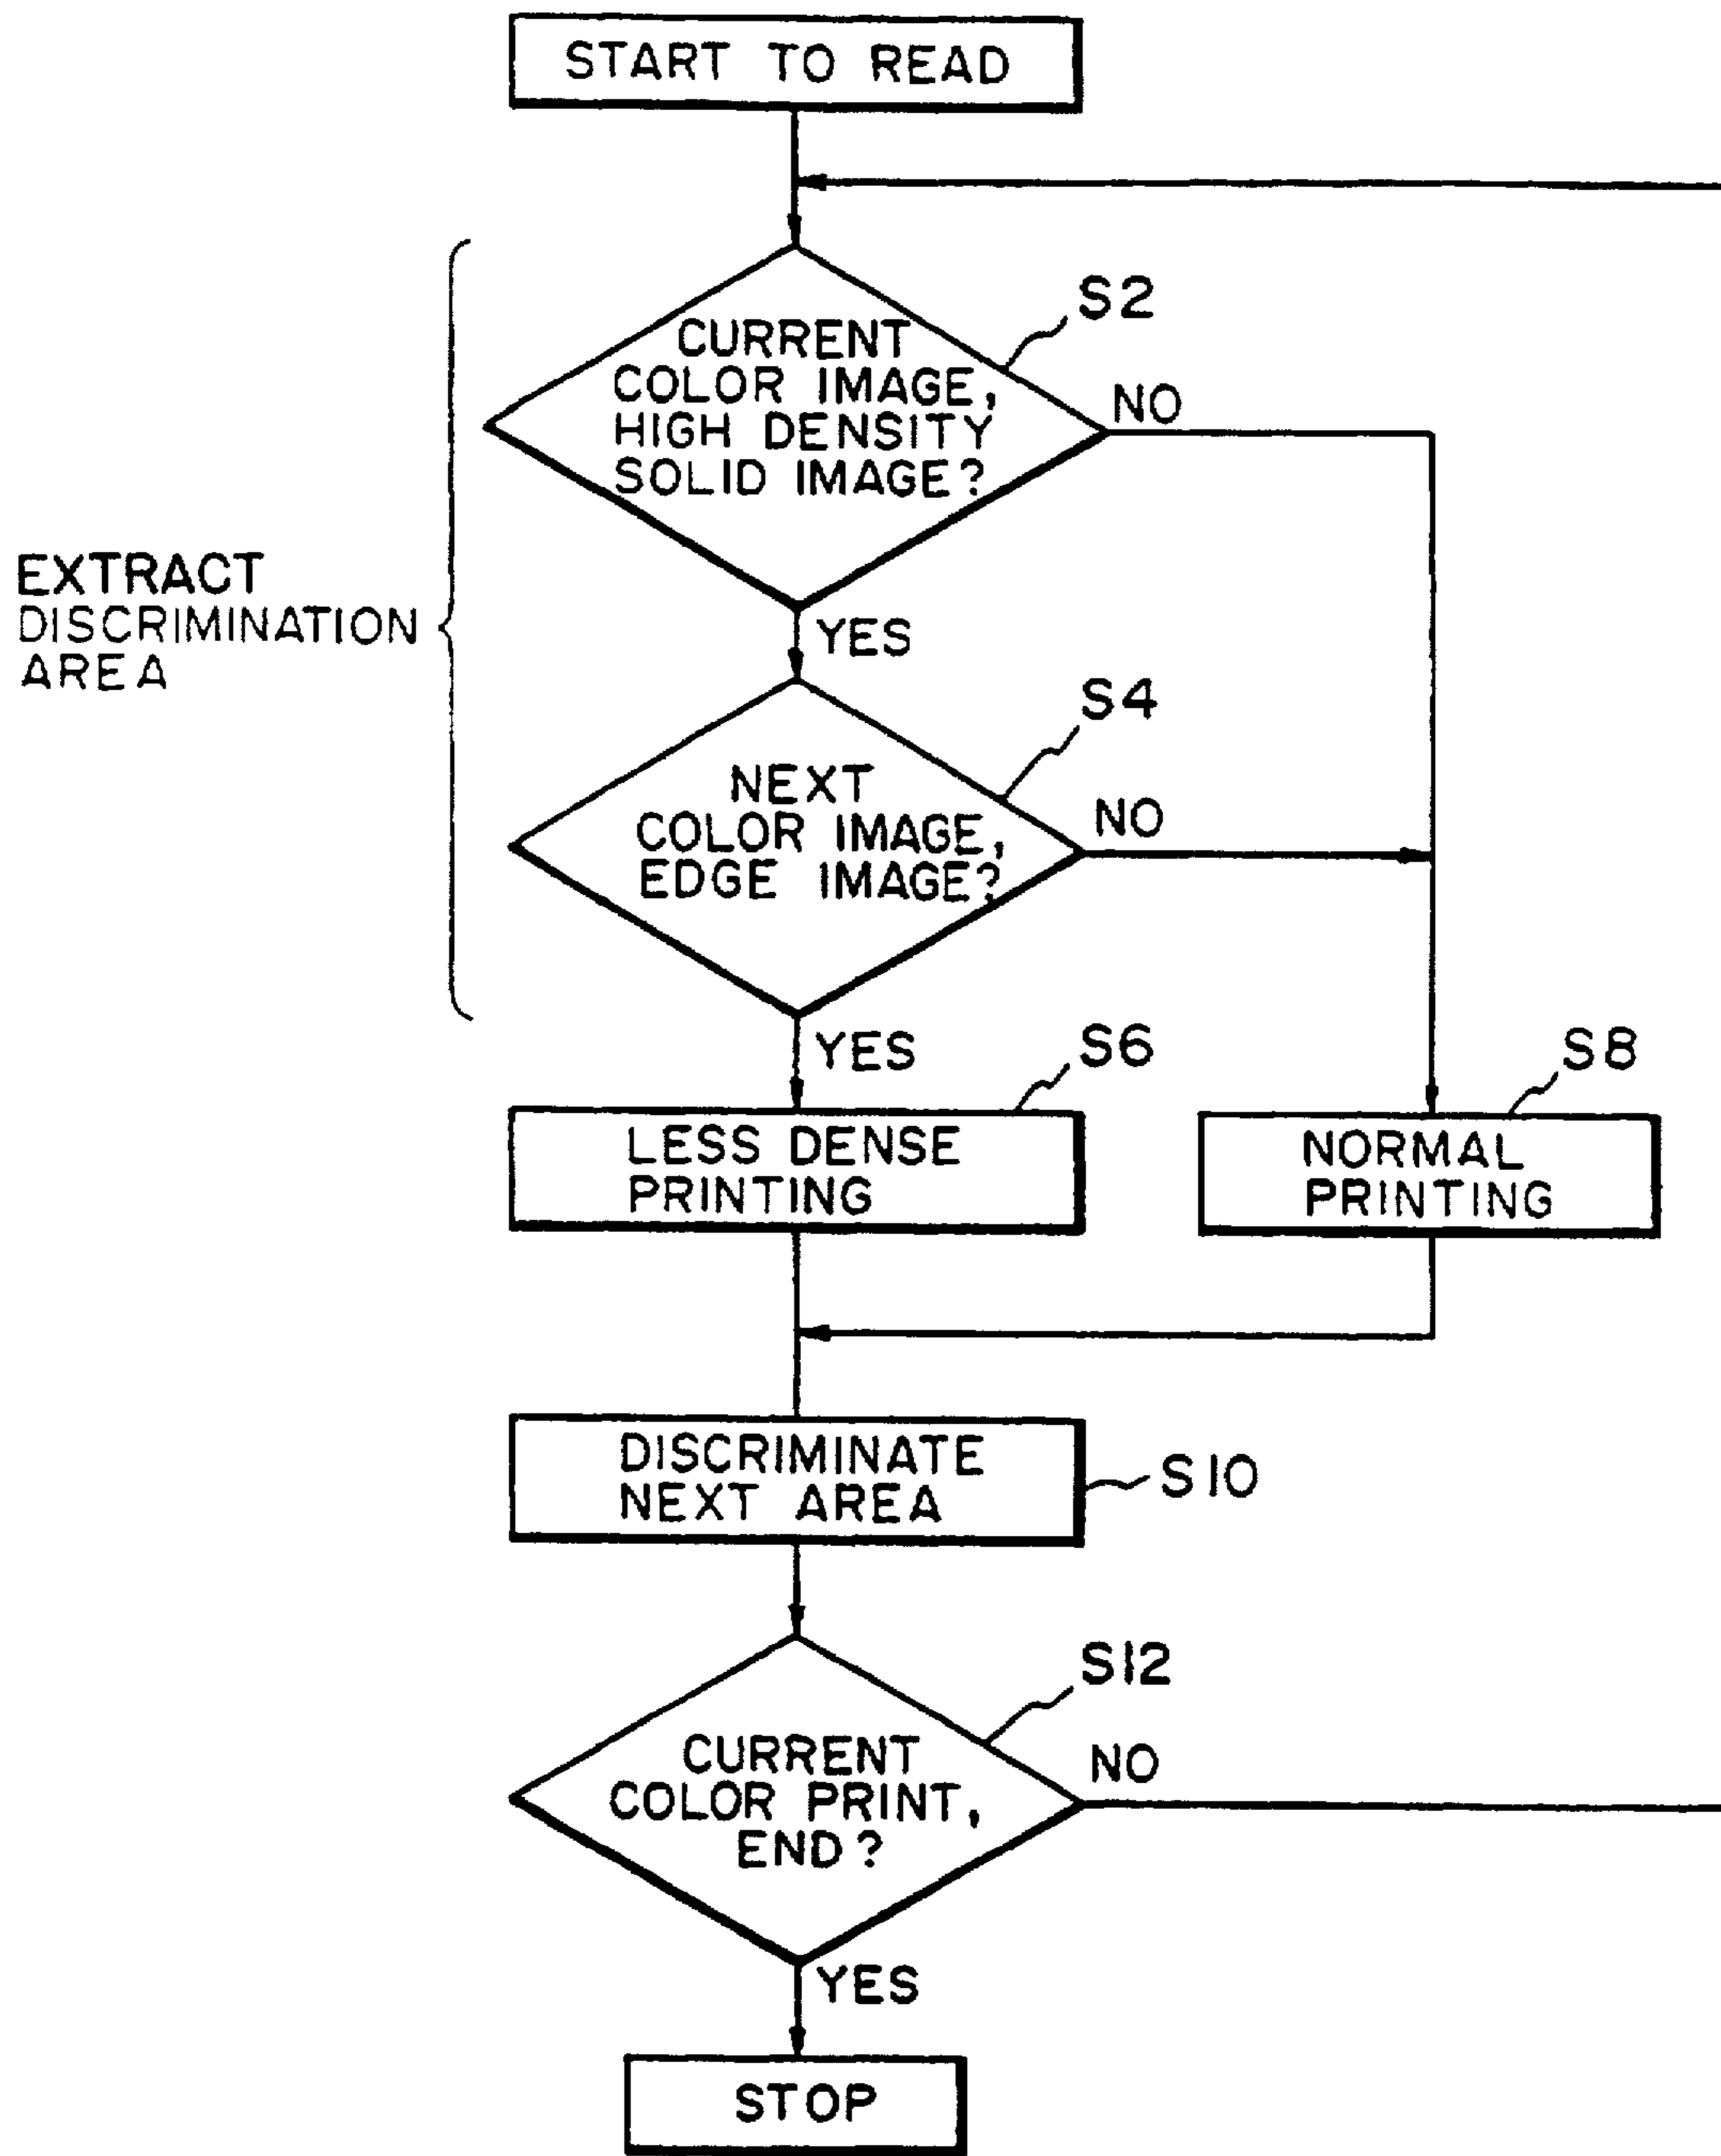 START TO READ
S2
CURRENT
COLOR IMAGE,
HIGH DENSITY
SOLID IMAGE?
NO
EXTRACT
DISCRIMINATION
AREA
YES
S4
NEXT
COLOR IMAGE,
EDGE IMAGE?
NO
YES
S6
S8
LESS DENSE
PRINTING
NORMAL
PRINTING
DISCRIMINATE
NEXT AREA
S10
S12
CURRENT
COLOR PRINT,
END?
NO
YES
STOP